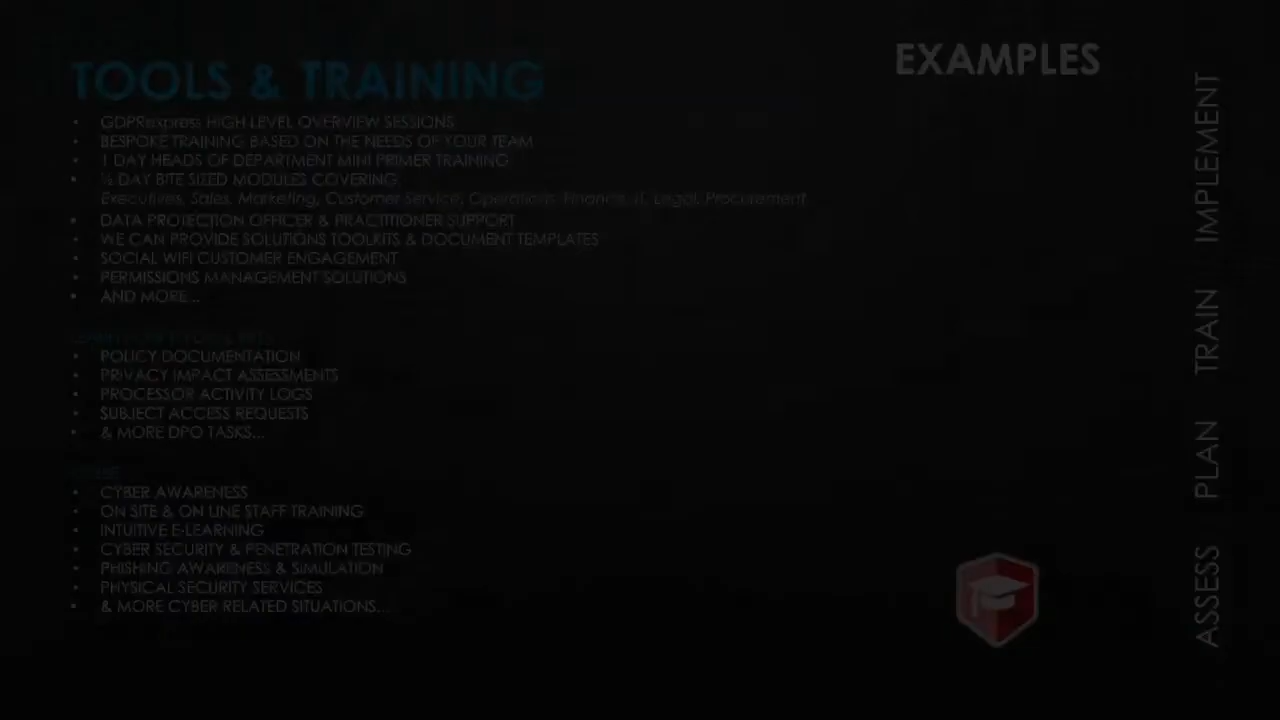 TOOLS & TRAINING
EXAMPLES
• GDPRexpress HIGH LEVEL OVERVIEW SESSIONS
• BESPOKE TRAINING BASED ON THE NEEDS OF YOUR TEAM
• 1 DAY HEADS OF DEPARTMENT MINI PRIMER TRAINING
• ½ DAY BITE SIZED MODULES COVERING
Executives, Sales, Marketing, Customer Service, Operations, Finance, IT, Legal, Procurement
• DATA PROTECTION OFFICER & PRACTITIONER SUPPORT
• WE CAN PROVIDE SOLUTIONS TOOLKITS & DOCUMENT TEMPLATES
• SOCIAL WIFI CUSTOMER ENGAGEMENT
• PERMISSIONS MANAGEMENT SOLUTIONS
• AND MORE...
• POLICY DOCUMENTATION
• PRIVACY IMPACT ASSESSMENTS
• PROCESSOR ACTIVITY LOGS
• SUBJECT ACCESS REQUESTS
• & MORE DPO TASKS...
• CYBER AWARENESS
• ON SITE & ON LINE STAFF TRAINING
• INTUITIVE E-LEARNING
• CYBER SECURITY & PENETRATION TESTING
• PHISHING AWARENESS & SIMULATION
• PHYSICAL SECURITY SERVICES
• & MORE CYBER RELATED SITUATIONS...
ASSESS PLAN TRAIN IMPLEMENT